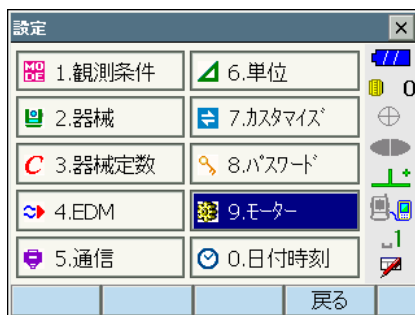 設定
MODE 1.観測条件
6.単位
2.器械
7.ｶｽﾀﾏｲｽﾞ
C 3.器械定数
8.ﾊﾟｽﾜｰﾄﾞ
4.EDM
9.ﾓｰﾀｰ
5.通信
0.日付時刻
0
1
戻る